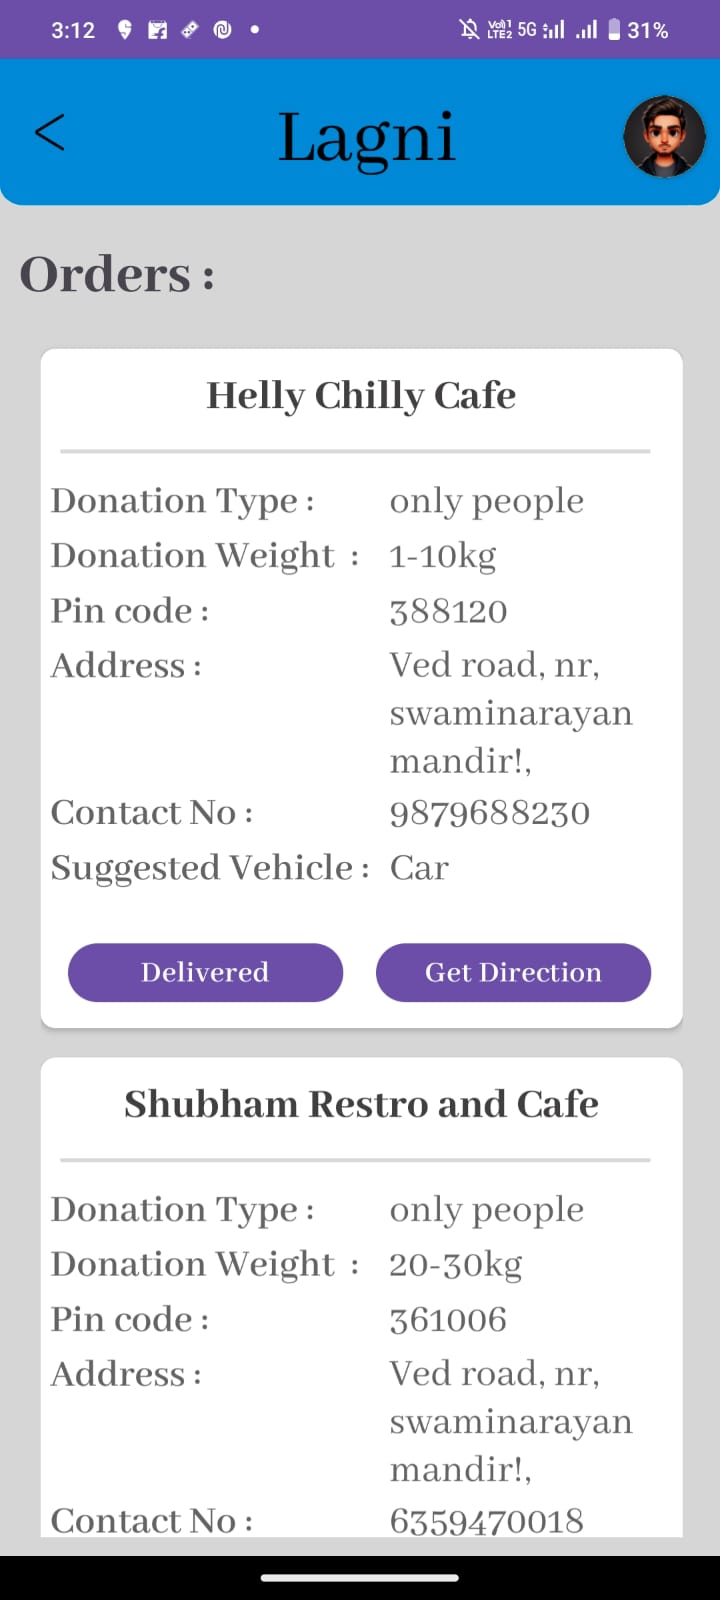 3:12 Vo)) 1 LTE2 5G 31%
< Lagni
Orders :
Helly Chilly Cafe
Donation Type : only people
Donation Weight : 1-10kg
Pin code : 388120
Address : Ved road, nr,
swaminarayan
mandir!,
Contact No : 9879688230
Suggested Vehicle : Car
Delivered Get Direction
Shubham Restro and Cafe
Donation Type : only people
Donation Weight : 20-30kg
Pin code : 361006
Address : Ved road, nr,
swaminarayan
mandir!,
Contact No : 6359470018